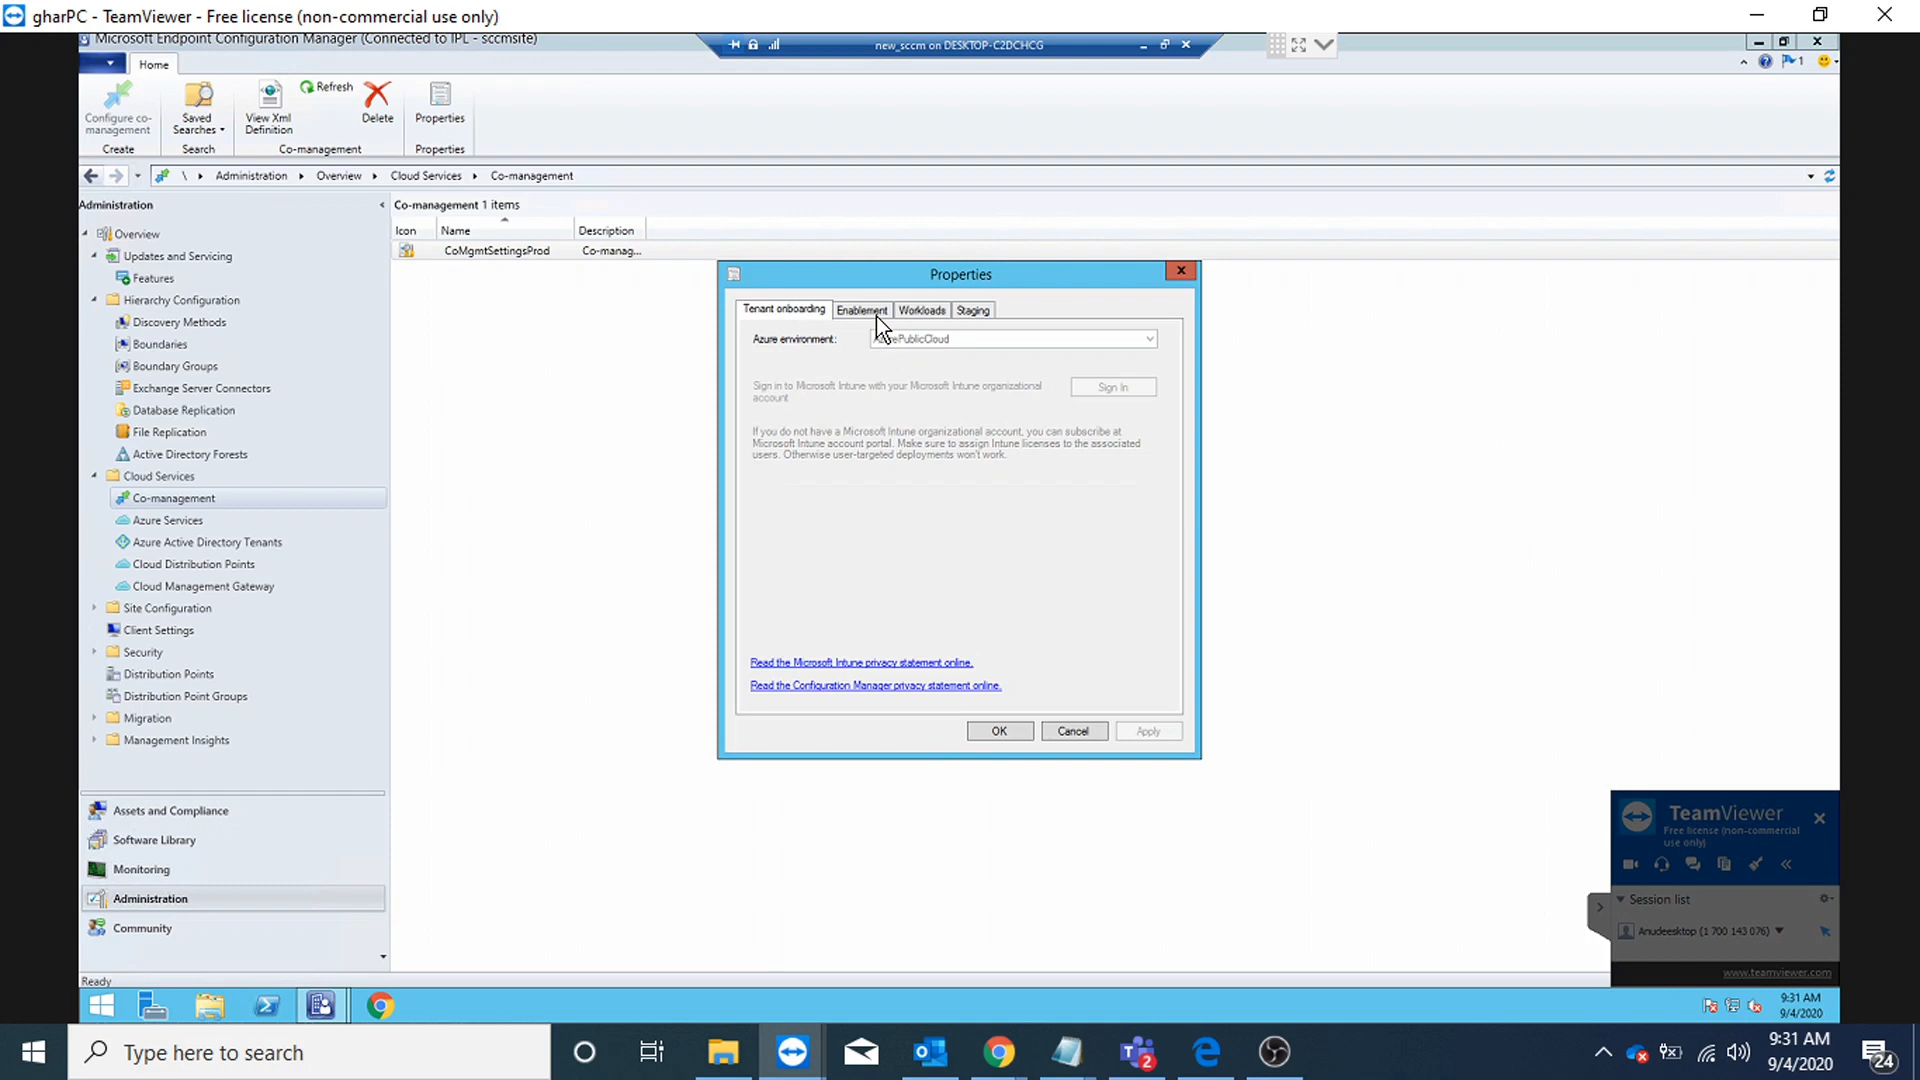 gharPC - TeamViewer - Free license (non-commercial use only)
Microsoft Endpoint Configuration Manager (Connected to IPL - sccmsite)
new_sccm on DESKTOP-C2DCHCG
Home
1
Configure co-management
Saved Searches
View Xml Definition
Refresh
Delete
Properties
Create
Search
Co-management
Properties
\ Administration Overview Cloud Services Co-management
Administration
Overview
Updates and Servicing
Features
Hierarchy Configuration
Discovery Methods
Boundaries
Boundary Groups
Exchange Server Connectors
Database Replication
File Replication
Active Directory Forests
Cloud Services
Co-management
Azure Services
Azure Active Directory Tenants
Cloud Distribution Points
Cloud Management Gateway
Site Configuration
Client Settings
Security
Distribution Points
Distribution Point Groups
Migration
Management Insights
Assets and Compliance
Software Library
Monitoring
Administration
Community
Ready
Co-management 1 items
Icon Name Description
CoMgmtSettingsProd Co-manag...
Properties
Tenant onboarding Enablement Workloads Staging
Azure environment:
PublicCloud
Sign in to Microsoft Intune with your Microsoft Intune organizational
account
Sign In
If you do not have a Microsoft Intune organizational account, you can subscribe at
Microsoft Intune account portal. Make sure to assign Intune licenses to the associated
users. Otherwise user-targeted deployments won't work.
Read the Microsoft Intune privacy statement online.
Read the Configuration Manager privacy statement online.
OK Cancel Apply
TeamViewer
Free license (non-commercial
use only)
Session list
Anudeesktop (1 700 143 076)
www.teamviewer.com
9:31 AM
9/4/2020
Type here to search
2
9:31 AM
9/4/2020
24